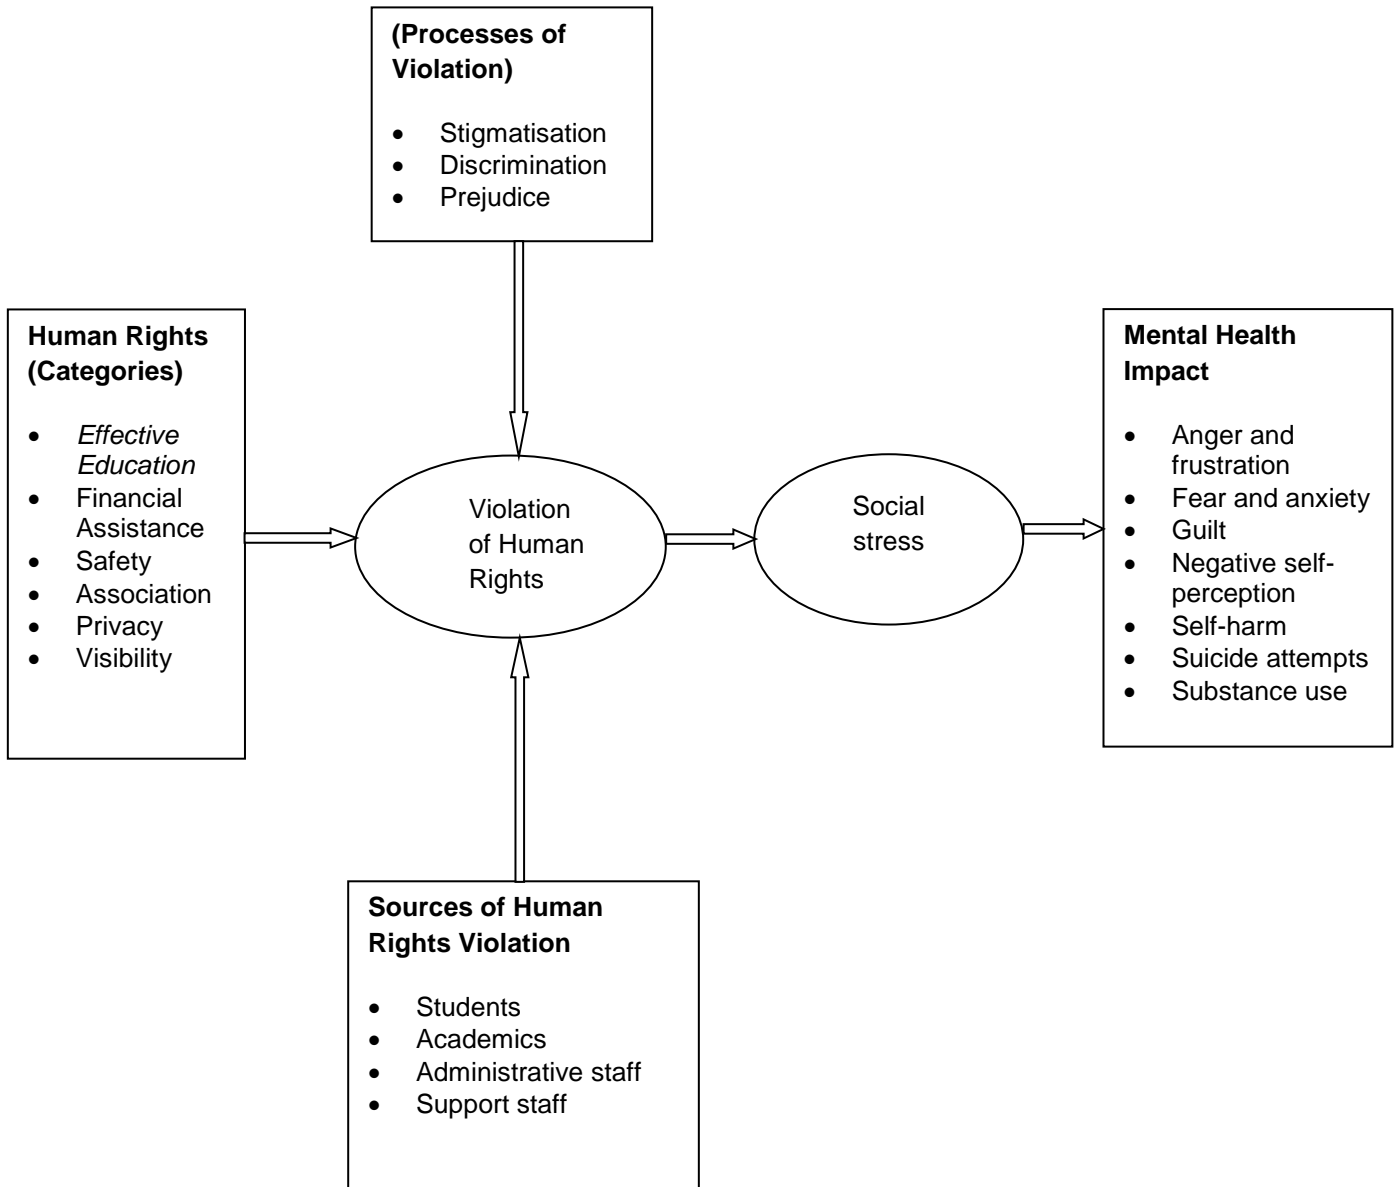 (Processes of
Violation)
• Stigmatisation
• Discrimination
• Prejudice
Human Rights
(Categories)
• Effective
Education
• Financial
Assistance
• Safety
• Association
• Privacy
• Visibility
Violation
of Human
Rights
Social
stress
Mental Health
Impact
• Anger and
frustration
• Fear and anxiety
• Guilt
• Negative self-
perception
• Self-harm
• Suicide attempts
• Substance use
Sources of Human
Rights Violation
• Students
• Academics
• Administrative staff
• Support staff